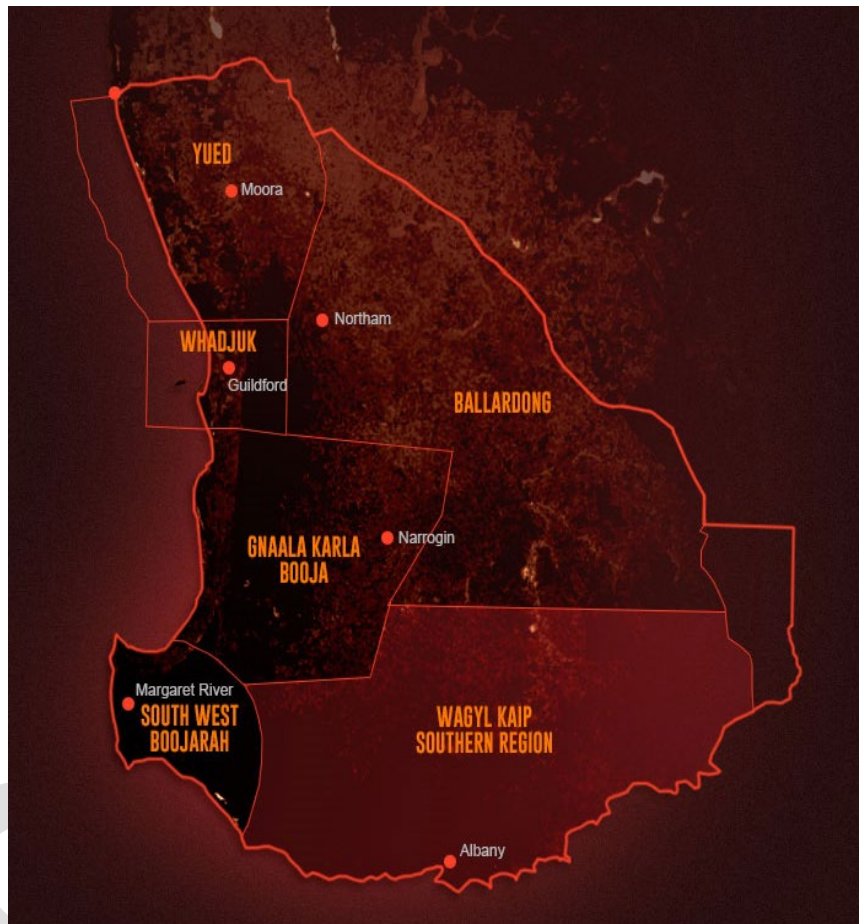 YUED
Moora
Northam
WHADJUK
Guildford
BALLARDONG
GNAALA KARLA
BOOJA
Narrogin
Margaret River
SOUTH WEST
BOOJARAH
WAGYL KAIP
SOUTHERN REGION
Albany